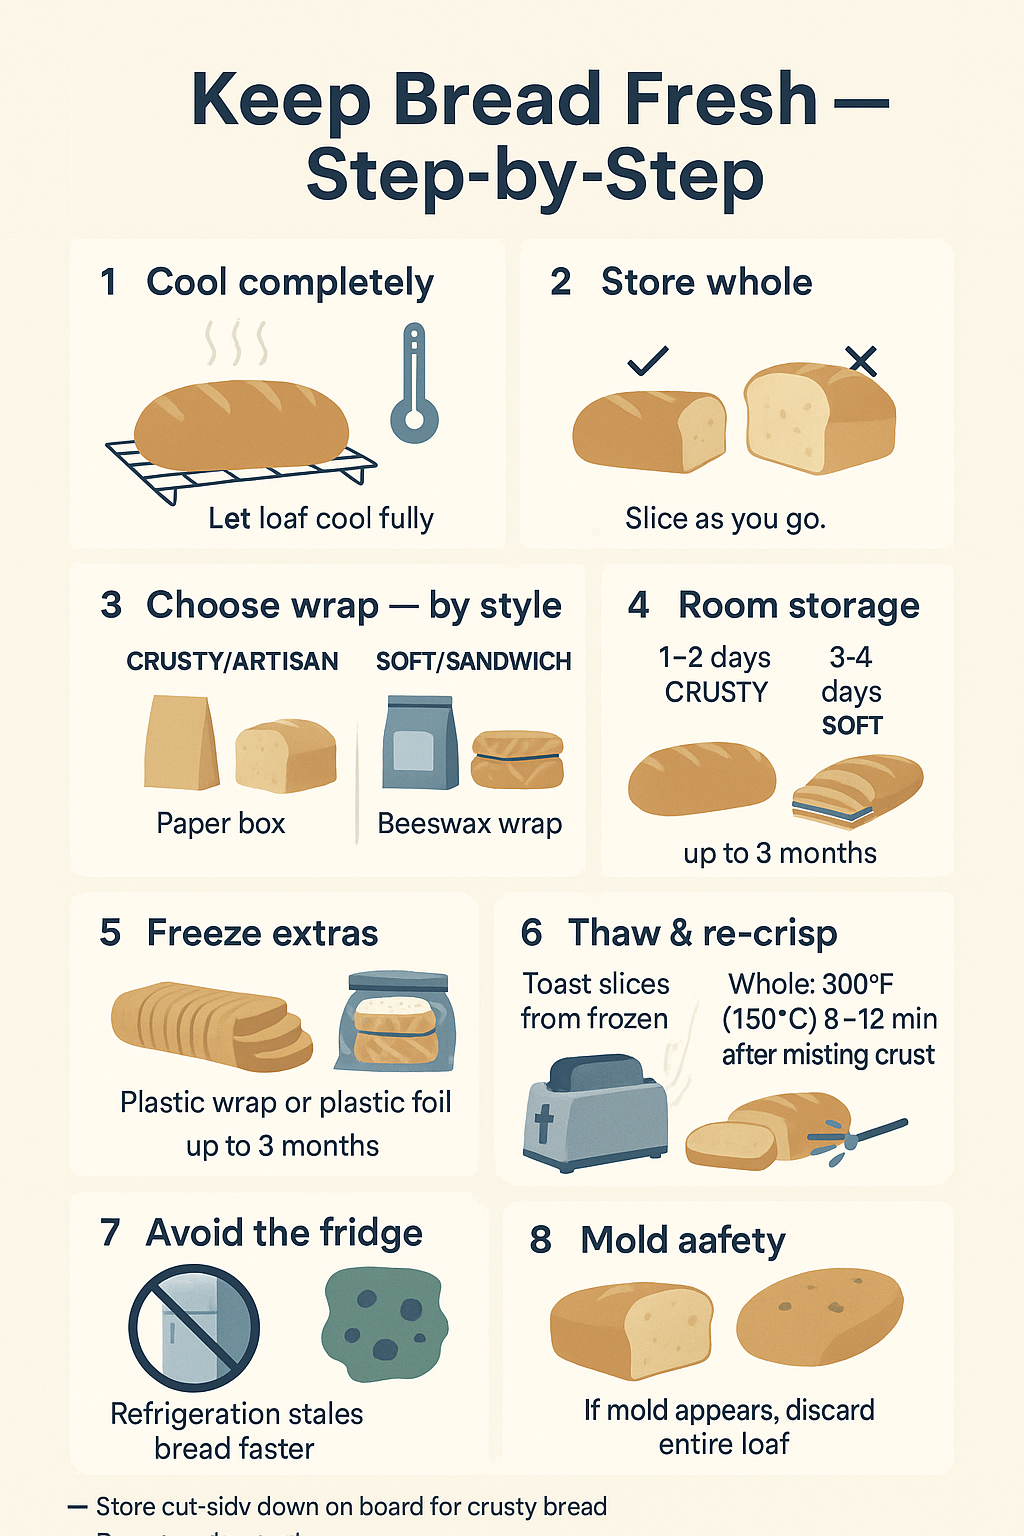 Keep Bread Fresh —
Step-by-Step
1 Cool completely
Let loaf cool fully
2 Store whole
Slice as you go.
3 Choose wrap — by style
CRUSTY/ARTISAN
Paper box
SOFT/SANDWICH
Beeswax wrap
4 Room storage
1–2 days
CRUSTY
3-4
days
SOFT
up to 3 months
5 Freeze extras
Plastic wrap or plastic foil
up to 3 months
6 Thaw & re-crisp
Toast slices
from frozen
Whole: 300°F
(150°C) 8–12 min
after misting crust
7 Avoid the fridge
Refrigeration stales
bread faster
8 Mold aafety
If mold appears, discard
entire loaf
— Store cut-sidv down on board for crusty bread